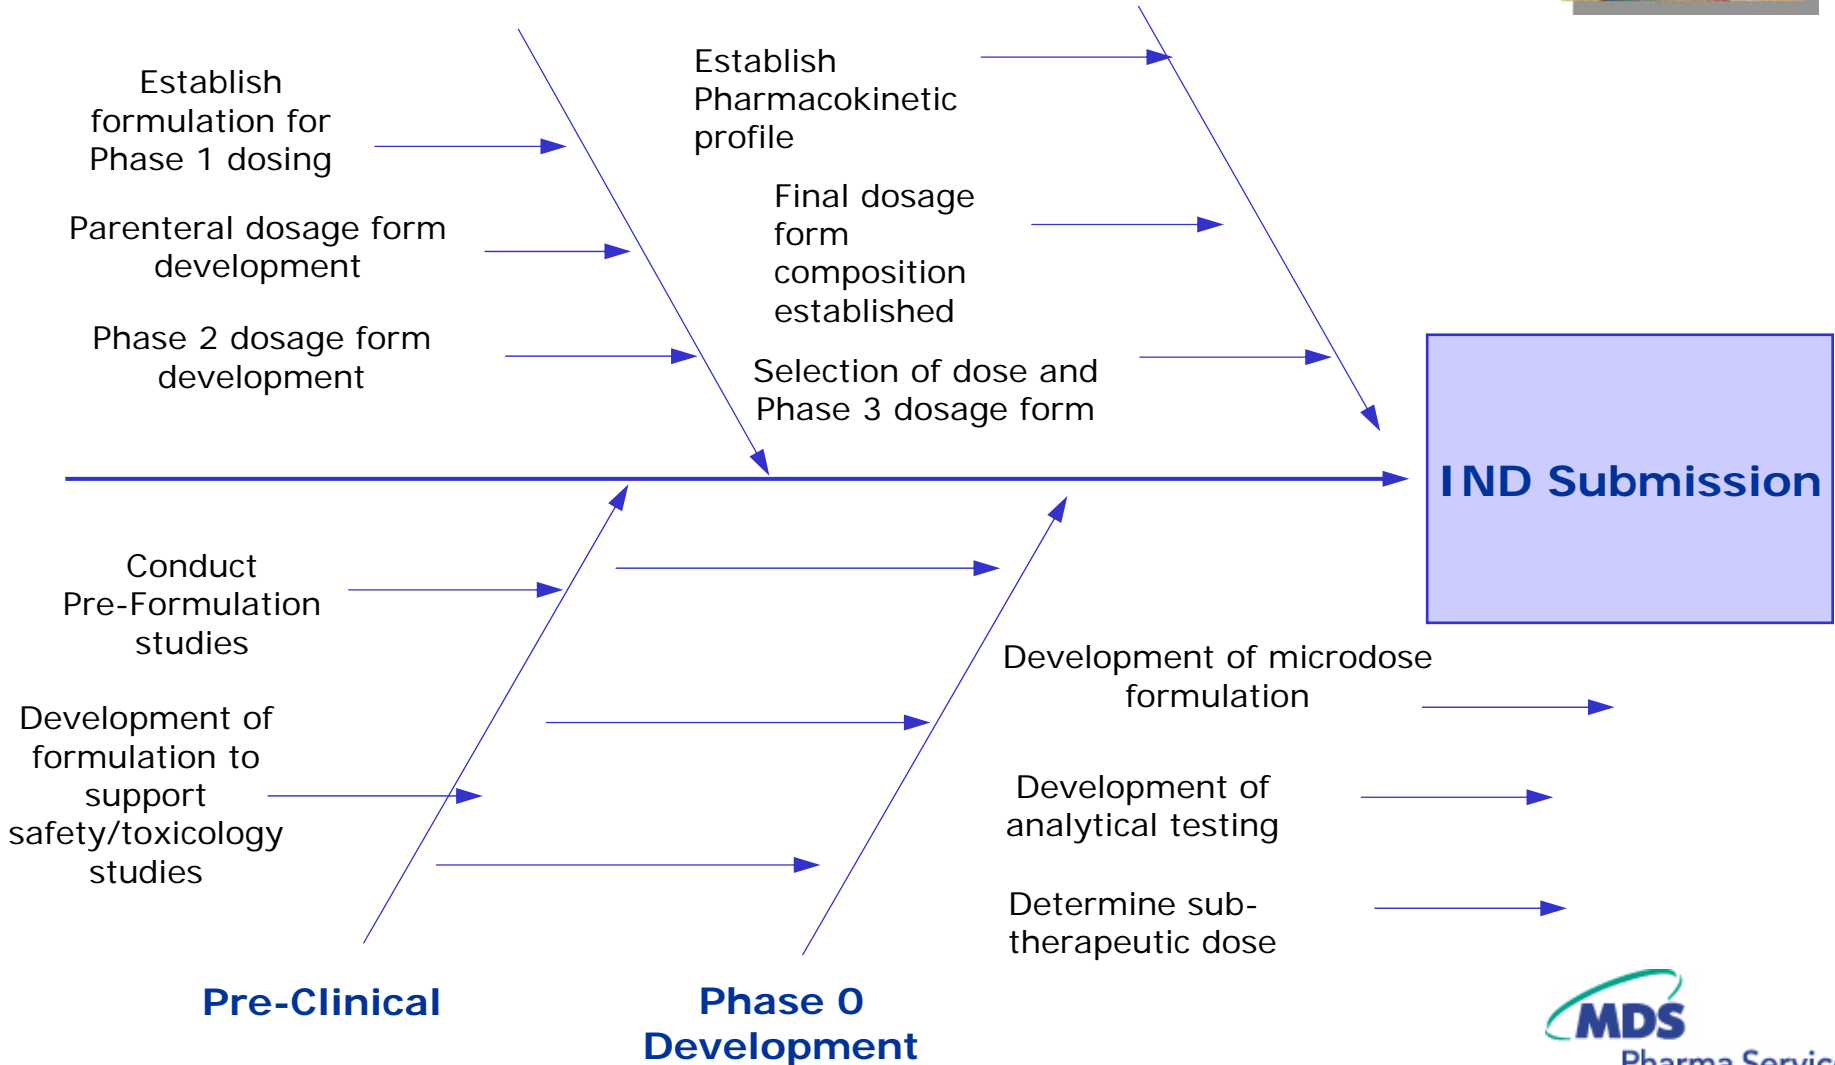 Establish
formulation for
Phase 1 dosing
Parenteral dosage form
development
Phase 2 dosage form
development
Establish
Pharmacokinetic
profile
Final dosage
form
composition
established
Selection of dose and
Phase 3 dosage form
IND Submission
Conduct
Pre-Formulation
studies
Development of
formulation to
support
safety/toxicology
studies
Development of microdose
formulation
Development of
analytical testing
Determine sub-
therapeutic dose
Pre-Clinical
Phase 0
Development
MDS
Pharma Servic